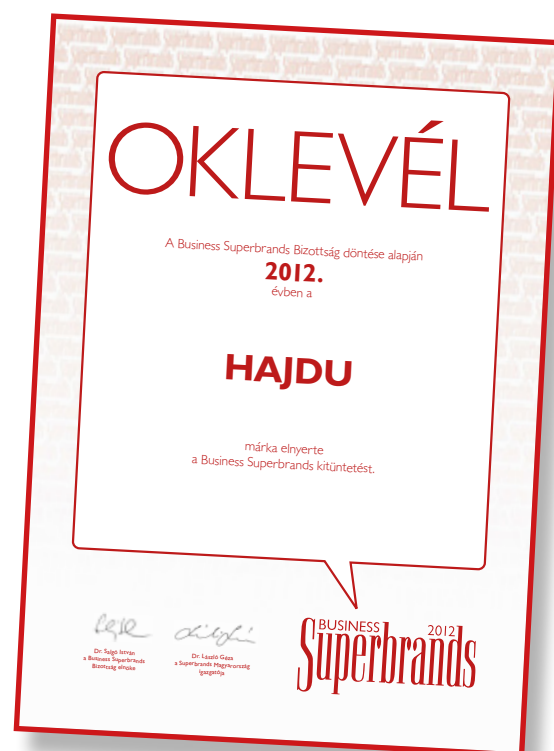 OKLEVÉL
A Business Superbrands Bizottság döntése alapján
2012.
évben a
HAJDU
márka elnyerte
a Business Superbrands kitüntetést.
Dr. Szigó István
a Business Superbrands
Bizottság elnöke
Dr. László Géza
a Superbrands Magyarország
igazgatója
BUSINESS 2012
Superbrands